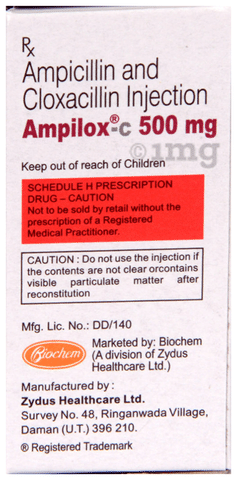 Rx
Ampicillin and
Cloxacillin Injection
Ampilox®-c 500 mg
1mg
Keep out of reach of Children
SCHEDULE H PRESCRIPTION
DRUG – CAUTION
Not to be sold by retail without the
prescription of a Registered
Medical Practitioner.
CAUTION : Do not use the injection if
the contents are not clear orcontains
visible particulate matter after
reconstitution
Mfg. Lic. No.: DD/140
Biochem
Marketed by: Biochem
(A division of Zydus
Healthcare Ltd.)
Manufactured by :
Zydus Healthcare Ltd.
Survey No. 48, Ringanwada Village,
Daman (U.T.) 396 210.
® Registered Trademark